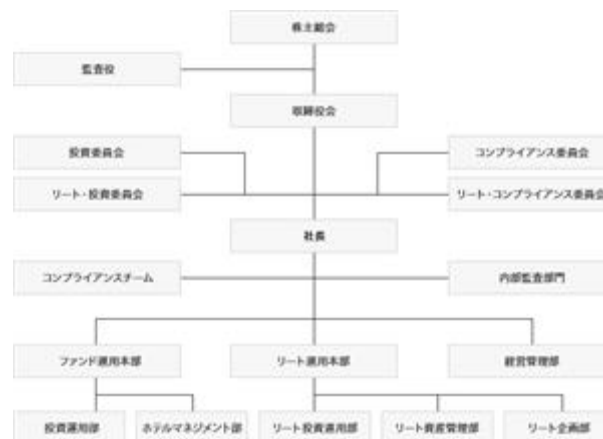 株主総会
監査役
取締役会
投資委員会
コンプライアンス委員会
リート・投資委員会
リート・コンプライアンス委員会
社長
コンプライアンスチーム
内部監査部門
ファンド運用本部
リート運用本部
経営管理部
投資運用部
ホテルマネジメント部
リート投資運用部
リート資産管理部
リート企画部